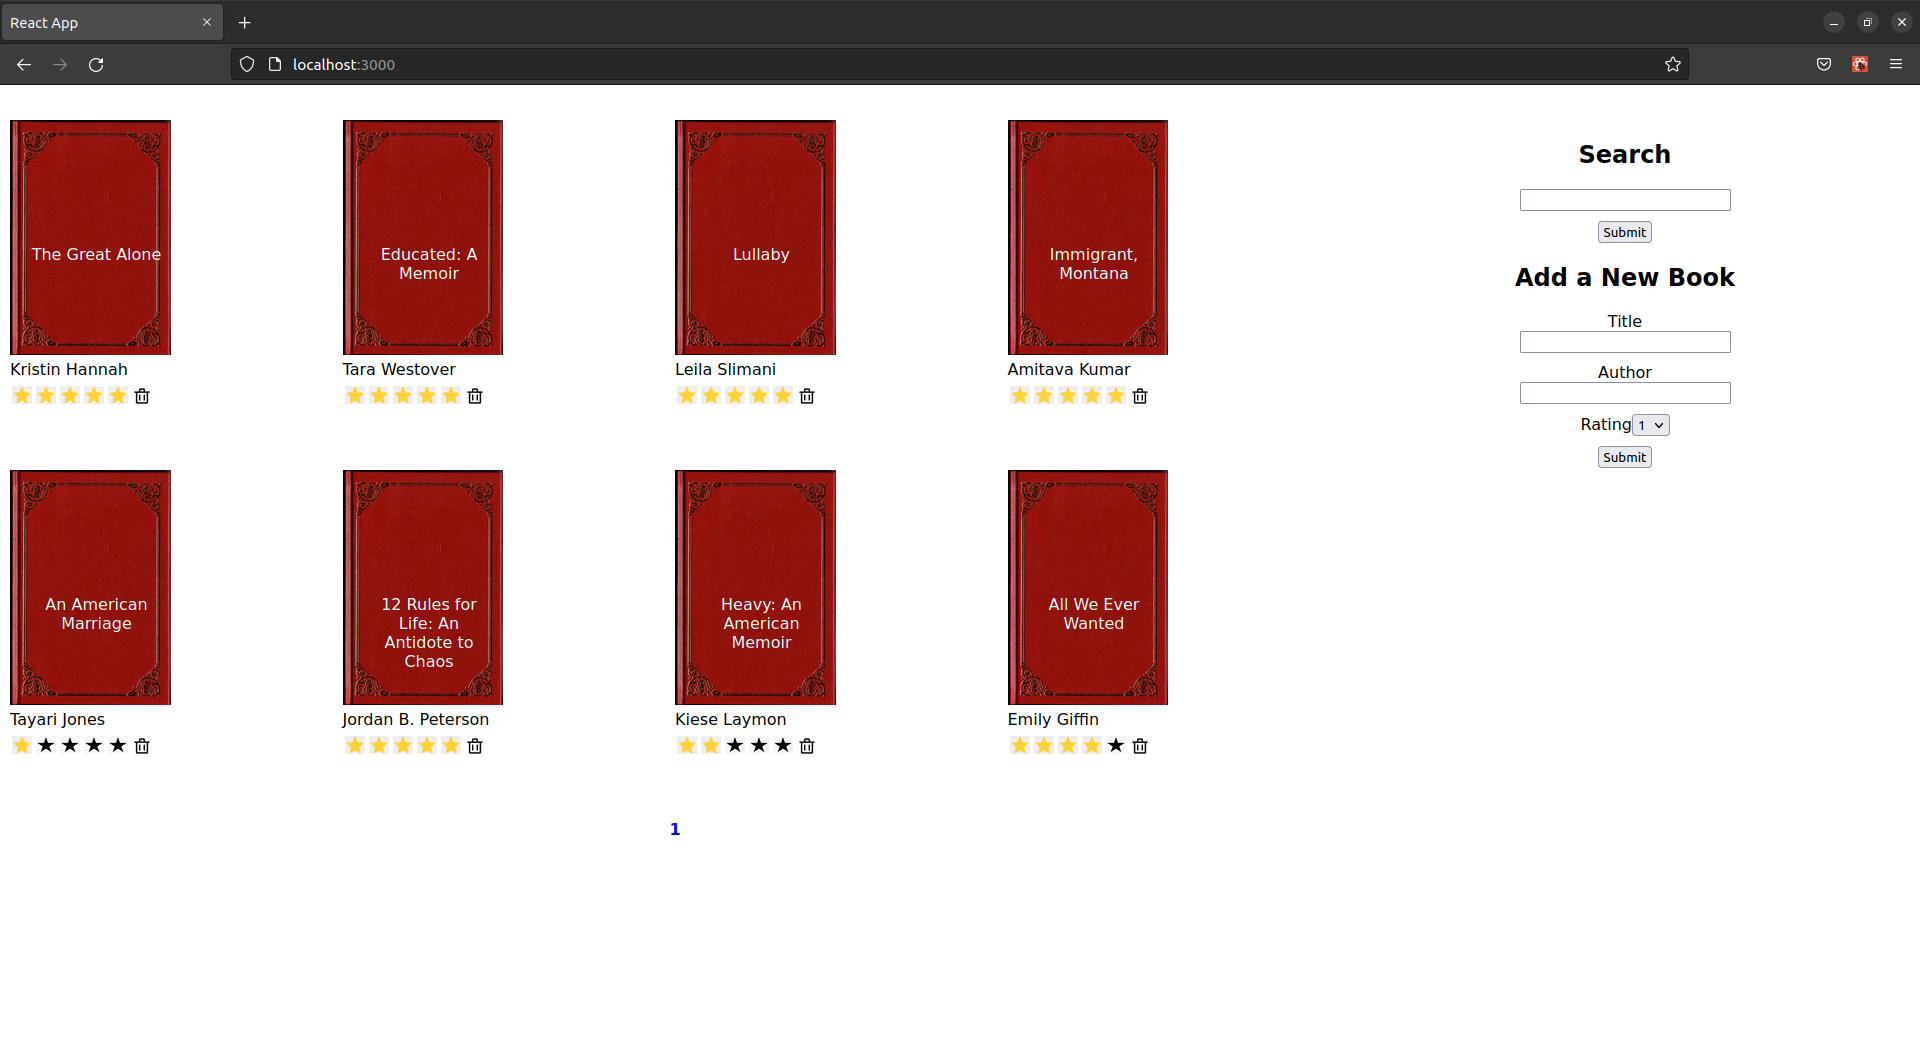 React App
localhost:3000
The Great Alone
Kristin Hannah
Educated: A
Memoir
Tara Westover
Lullaby
Leila Slimani
Immigrant,
Montana
Amitava Kumar
An American
Marriage
Tayari Jones
12 Rules for
Life: An
Antidote to
Chaos
Jordan B. Peterson
Heavy: An
American
Memoir
Kiese Laymon
All We Ever
Wanted
Emily Giffin
1
Search
Submit
Add a New Book
Title
Author
Rating 1
Submit